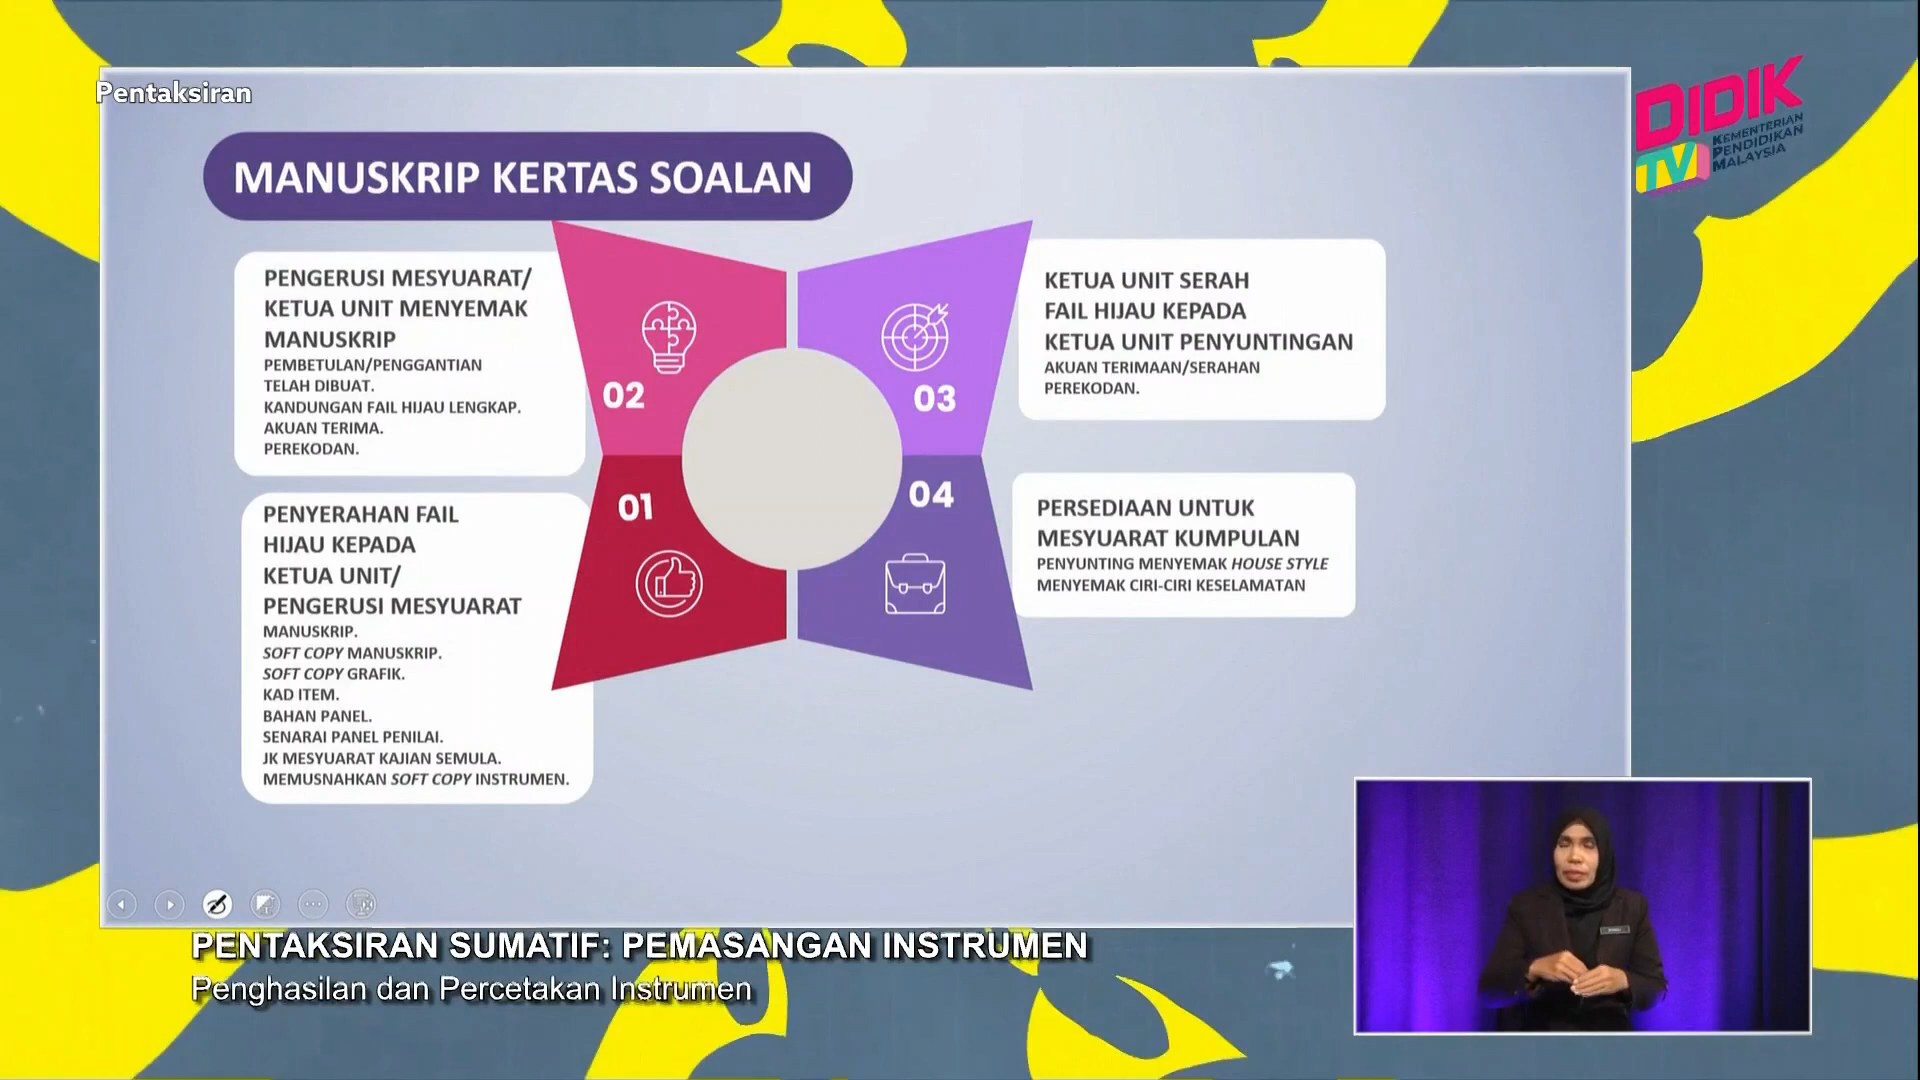 Pentaksiran
DIDIK
TV
KEMENTERIAN
PENDIDIKAN
MALAYSIA
MANUSKRIP KERTAS SOALAN
PENGERUSI MESYUARAT/
KETUA UNIT MENYEMAK
MANUSKRIP
PEMBETULAN/PENGGANTIAN
TELAH DIBUAT.
KANDUNGAN FAIL HIJAU LENGKAP.
AKUAN TERIMA.
PEREKODAN.
02
03
KETUA UNIT SERAH
FAIL HIJAU KEPADA
KETUA UNIT PENYUNTINGAN
AKUAN TERIMAAN/SERAHAN
PEREKODAN.
PENYERAHAN FAIL
HIJAU KEPADA
KETUA UNIT/
PENGERUSI MESYUARAT
MANUSKRIP.
SOFT COPY MANUSKRIP.
SOFT COPY GRAFIK.
KAD ITEM.
BAHAN PANEL.
SENARAI PANEL PENILAI.
JK MESYUARAT KAJIAN SEMULA.
MEMUSNAHKAN SOFT COPY INSTRUMEN.
01
04
PERSEDIAAN UNTUK
MESYUARAT KUMPULAN
PENYUNTING MENYEMAK HOUSE STYLE
MENYEMAK CIRI-CIRI KESELAMATAN
PENTAKSIRAN SUMATIF: PEMASANGAN INSTRUMEN
Penghasilan dan Percetakan Instrumen